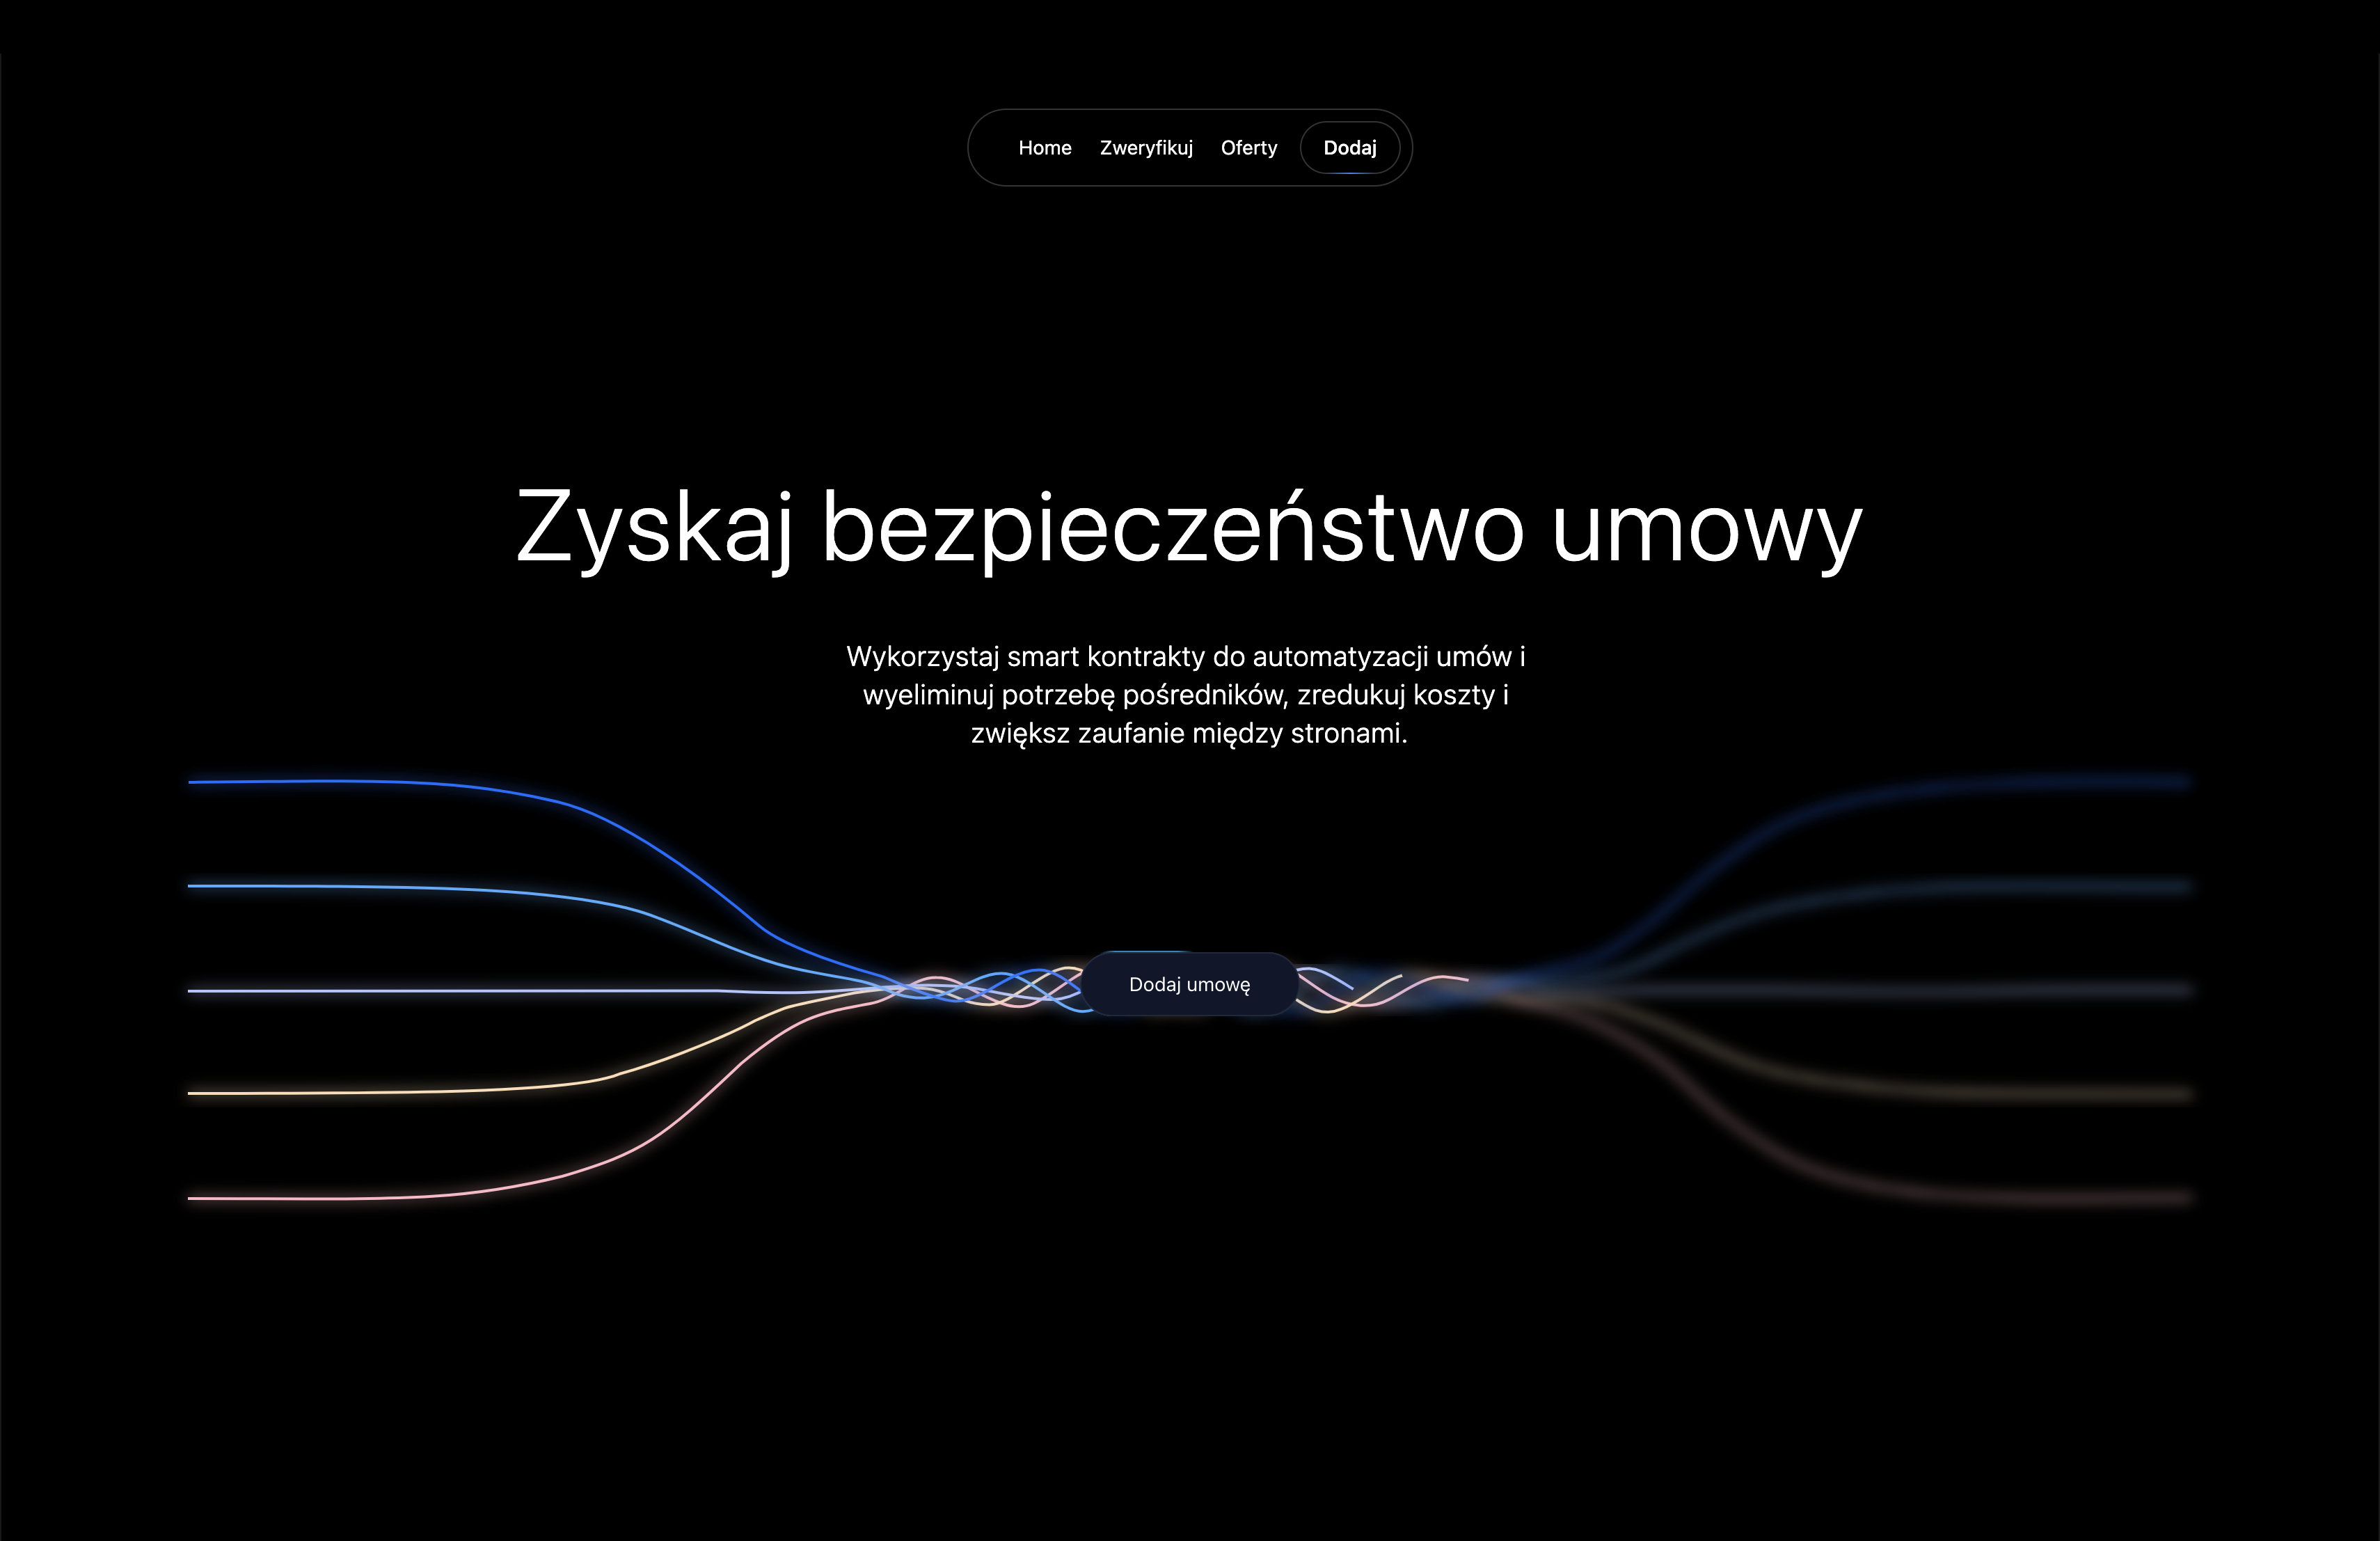 Home Zweryfikuj Oferty Dodaj
Zyskaj bezpieczeństwo umowy
Wykorzystaj smart kontrakty do automatyzacji umów i
wyeliminuj potrzebę pośredników, zredukuj koszty i
zwiększ zaufanie między stronami.
Dodaj umowę